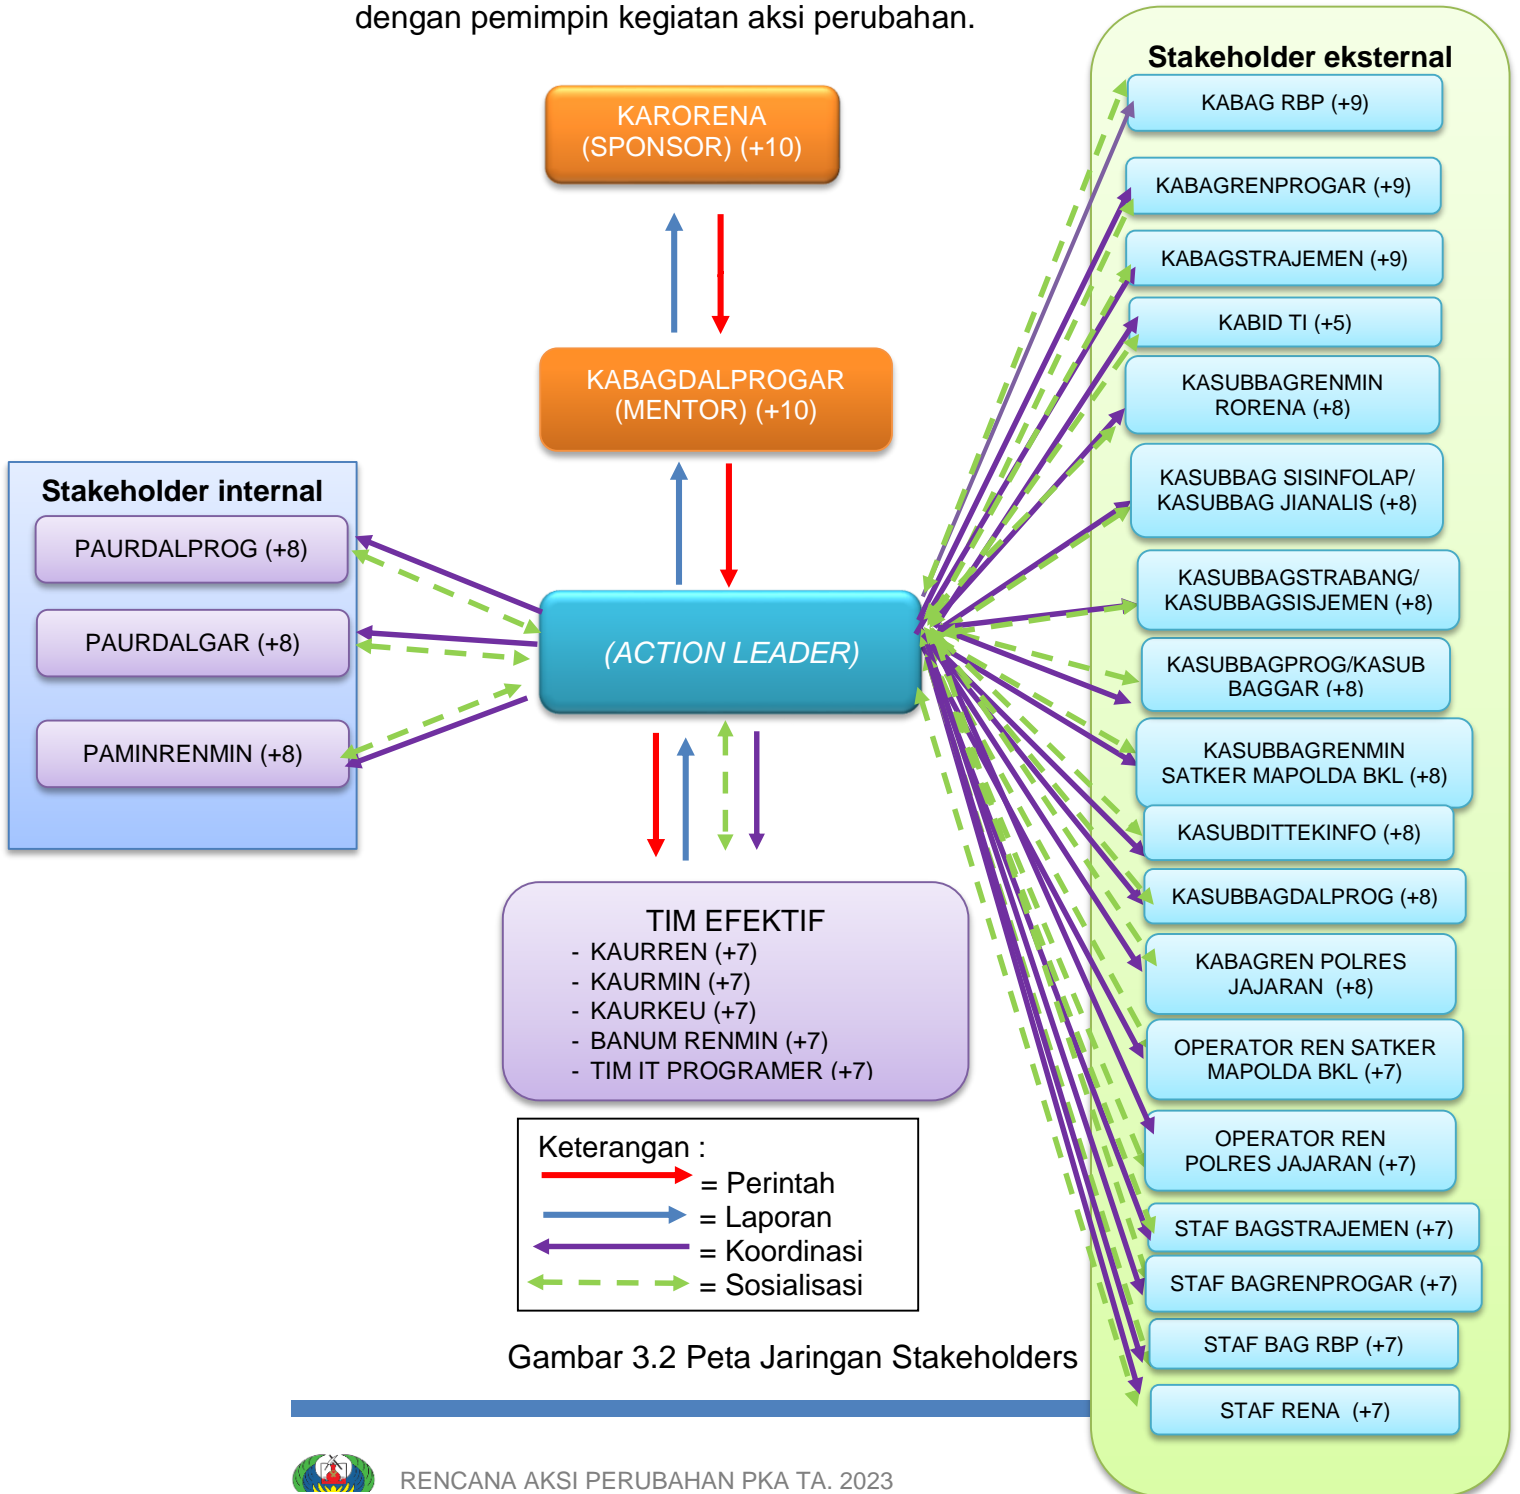 dengan pemimpin kegiatan aksi perubahan.
KARORENA
(SPONSOR) (+10)
KABAGDALPROGAR
(MENTOR) (+10)
Stakeholder internal
PAURDALPROG (+8)
PAURDALGAR (+8)
PAMINRENMIN (+8)
(ACTION LEADER)
TIM EFEKTIF
- KAURREN (+7)
- KAURMIN (+7)
- KAURKEU (+7)
- BANUM RENMIN (+7)
- TIM IT PROGRAMER (+7)
Keterangan :
= Perintah
= Laporan
= Koordinasi
= Sosialisasi
Stakeholder eksternal
KABAG RBP (+9)
KABAGRENPROGAR (+9)
KABAGSTRAJEMEN (+9)
KABID TI (+5)
KASUBBAGRENMIN
RORENA (+8)
KASUBBAG SISINFOLAP/
KASUBBAG JIANALIS (+8)
KASUBBAGSTRABANG/
KASUBBAGSISJEMEN (+8)
KASUBBAGPROG/KASUB
BAGGAR (+8)
KASUBBAGRENMIN
SATKER MAPOLDA BKL (+8)
KASUBDITTEKINFO (+8)
KASUBBAGDALPROG (+8)
KABAGREN POLRES
JAJARAN (+8)
OPERATOR REN SATKER
MAPOLDA BKL (+7)
OPERATOR REN
POLRES JAJARAN (+7)
STAF BAGSTRAJEMEN (+7)
STAF BAGRENPROGAR (+7)
STAF BAG RBP (+7)
STAF RENA (+7)
Gambar 3.2 Peta Jaringan Stakeholders
RENCANA AKSI PERUBAHAN PKA TA. 2023